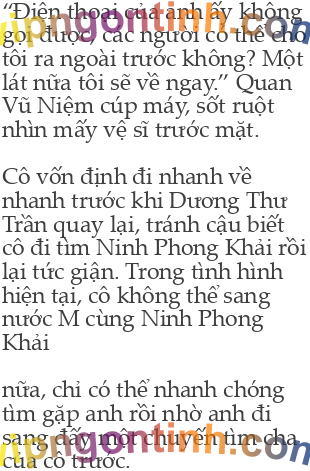 “Điện thoại của anh ấy không
gọi được. Các người có thể cho
tôi ra ngoài trước không? Một
lát nữa tôi sẽ về ngay.” Quan
Vũ Niệm cúp máy, sốt ruột
nhìn mấy vệ sĩ trước mặt.
Cô vốn định đi nhanh về
nhanh trước khi Dương Thư
Trần quay lại, tránh cậu biết
cô đi tìm Ninh Phong Khải rồi
lại tức giận. Trong tình hình
hiện tại, cô không thể sang
nước M cùng Ninh Phong
Khải
nữa, chỉ có thể nhanh chóng
tìm gặp anh rồi nhờ anh đi
sang đấy một chuyến tìm cha
của cô trước.
vipngontinh.com
vipngontinh.com